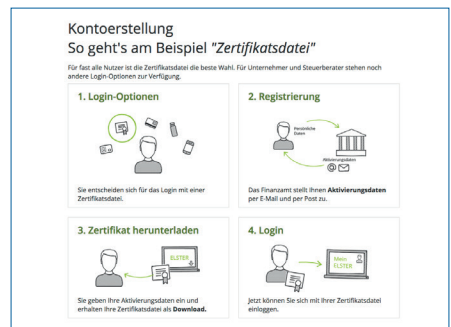 Kontoerstellung
So geht's am Beispiel "Zertifikatsdatei"
Für fast alle Nutzer ist die Zertifikatsdatei die beste Wahl. Für Unternehmer und Steuerberater stehen noch
andere Login-Optionen zur Verfügung.
1. Login-Optionen
Sie entscheiden sich für das Login mit einer
Zertifikatsdatei.
2. Registrierung
Persönliche
Daten
Aktivierungsdaten
Das Finanzamt stellt Ihnen Aktivierungsdaten
per E-Mail und per Post zu.
3. Zertifikat herunterladen
ELSTER
Sie geben Ihre Aktivierungsdaten ein und
erhalten Ihre Zertifikatsdatei als Download.
4. Login
Mein
ELSTER
Jetzt können Sie sich mit Ihrer Zertifikatsdatei
einloggen.